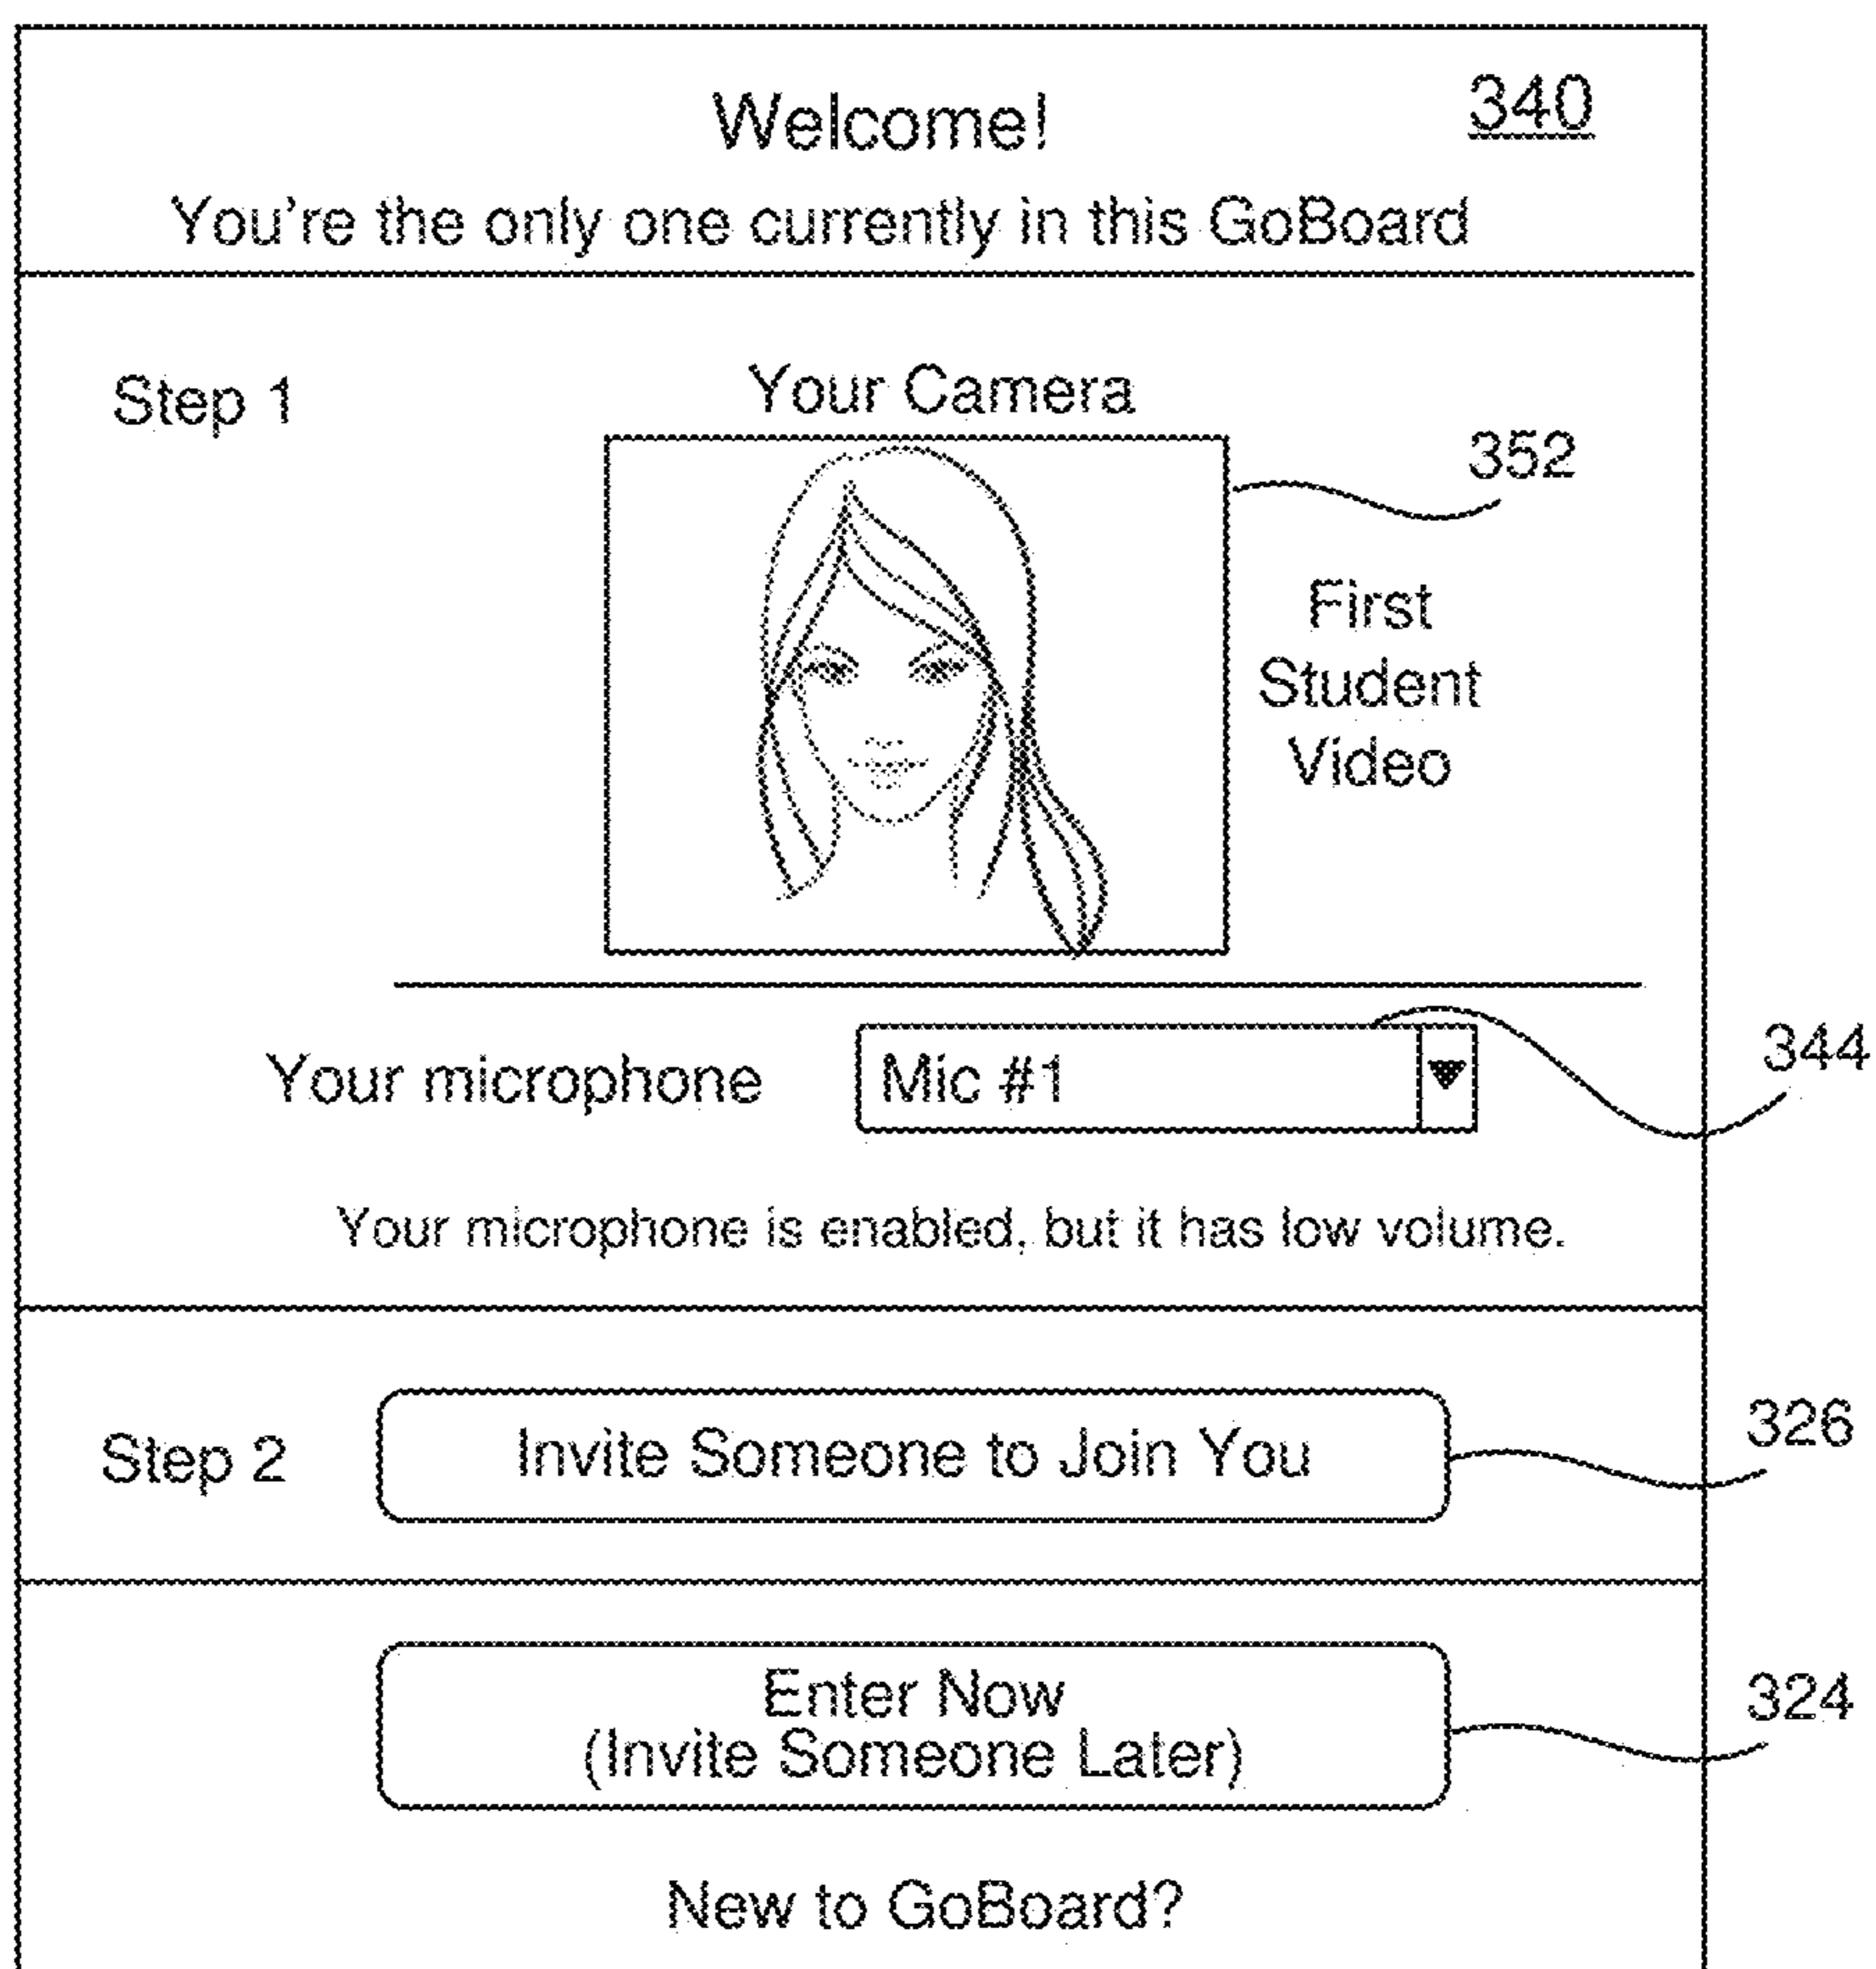 Welcome!
340
You're the only one currently in this GoBoard
Step 1
Your Camera
352
First
Student
Video
Your microphone
Mic #1
344
Your microphone is enabled, but it has low volume.
Step 2
Invite Someone to Join You
326
Enter Now
(Invite Someone Later)
324
New to GoBoard?